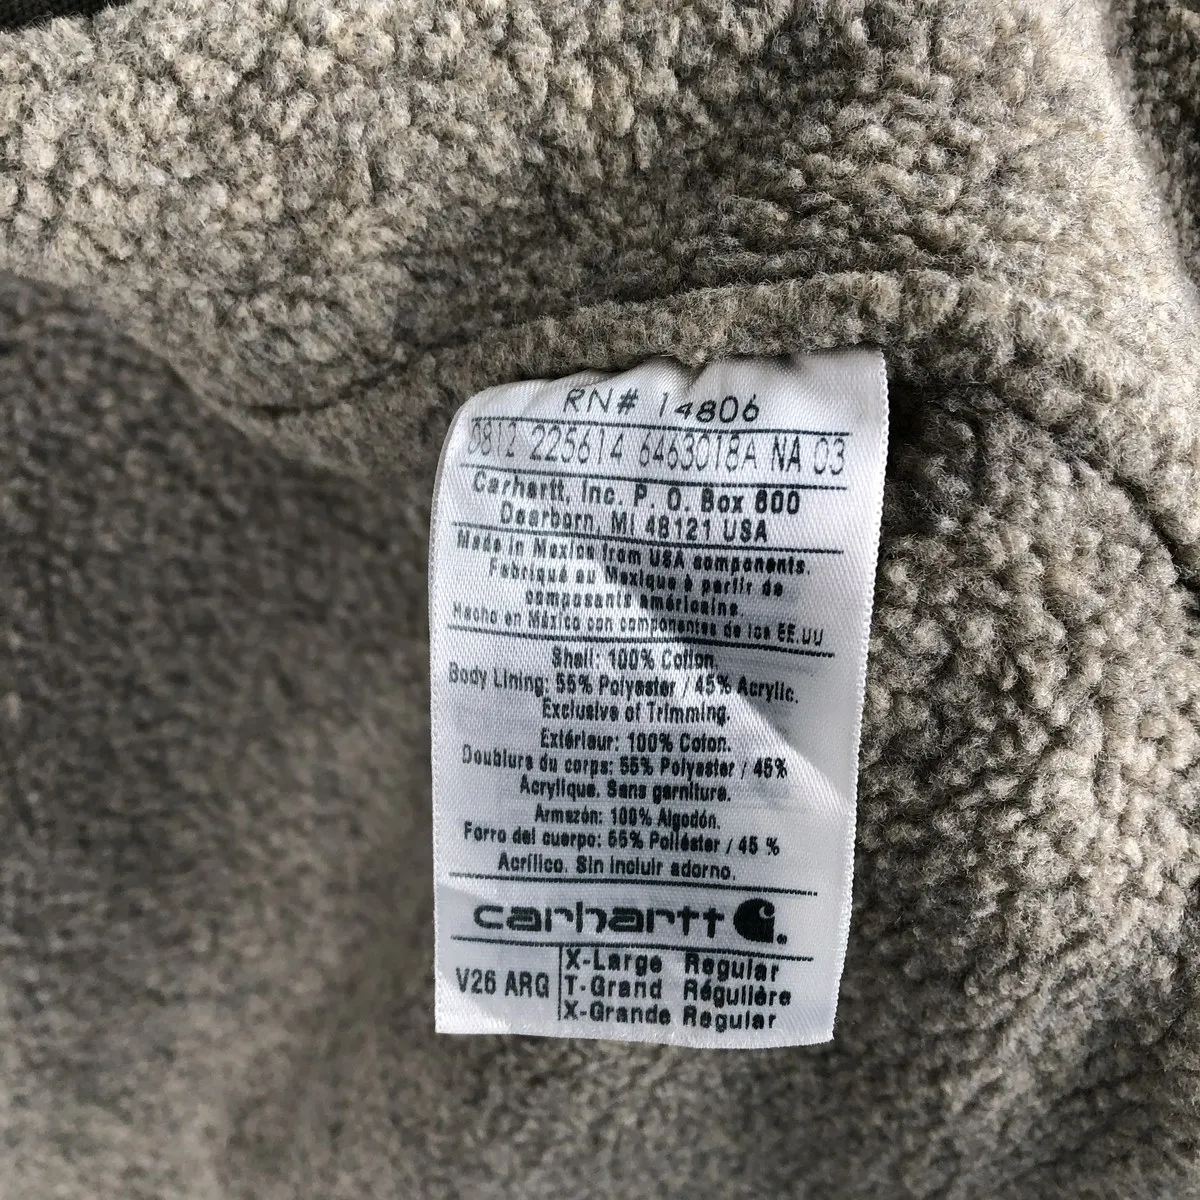 RN# 14806
0812 225614 6463018A NA 03
Carhartt, Inc. P. O. Box 600
Dearborn, MI 48121 USA
Made in Mexico from USA components.
Fabriqué au Mexique à partir de
composants américains
Hecho en México con componentes de los EE.UU
Shell: 100% Cotton.
Body Lining: 55% Polyester / 45% Acrylic.
Exclusive of Trimming.
Extérieur: 100% Coton.
Doublure du corps: 55% Polyester / 45%
Acrylique. Sans garniture.
Armazón: 100% Algodón.
Forro del cuerpo: 55% Poliéster / 45 %
Acrílico. Sin incluir adorno.
carhartt
V26 ARG
X-Large Regular
T-Grand Régulière
X-Grande Regular